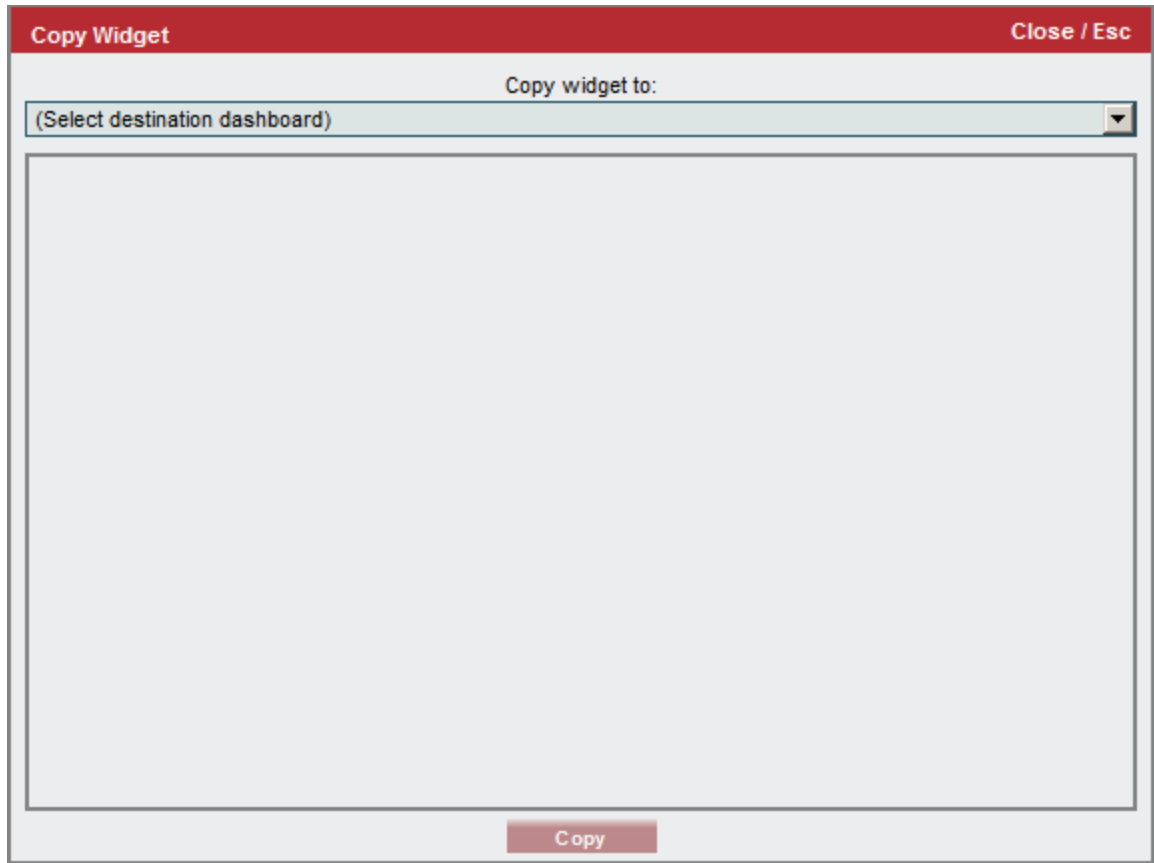 Copy Widget
Close / Esc
Copy widget to:
(Select destination dashboard)
Copy